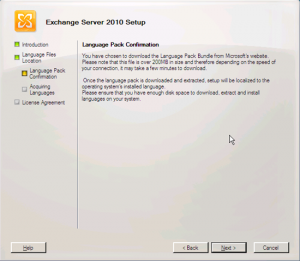 Exchange Server 2010 Setup
Introduction
Language Files
Location
Language Pack
Confirmation
Acquiring
Languages
License Agreement
Language Pack Confirmation
You have chosen to download the Language Pack Bundle from Microsoft's website.
Please note that this file is over 200MB in size and therefore depending on the speed of
your connection, it may take a few minutes to download.
Once the language pack is downloaded and extracted, setup will be localized to the
operating system's installed language.
Please ensure that you have enough disk space to download, extract and install
languages on your system.
Help
< Back
Next >
Cancel